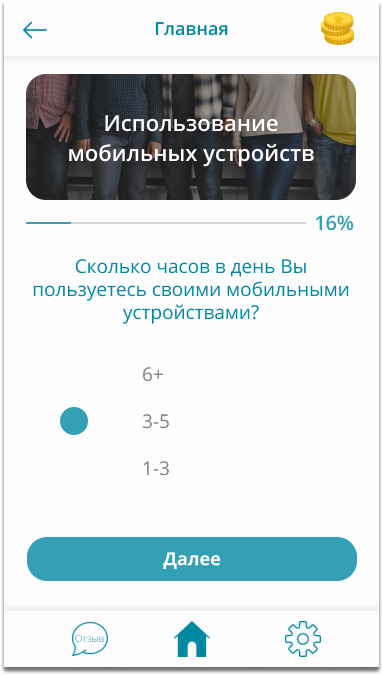 Главная
Использование
мобильных устройств
16%
Сколько часов в день Вы
пользуетесь своими мобильными
устройствами?
6+
3-5
1-3
Далее
Отзыв